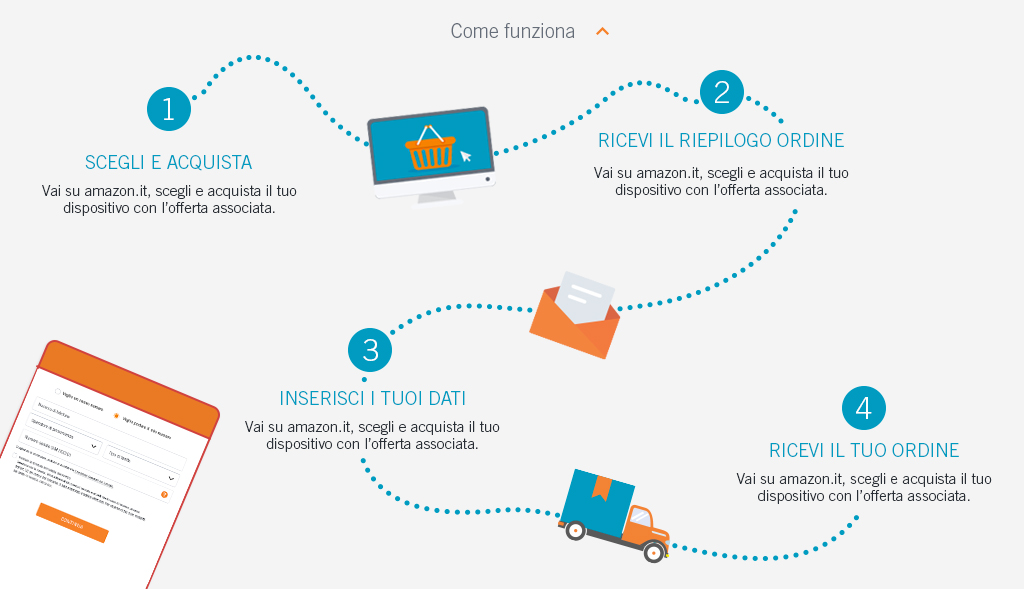 Come funziona
1
SCEGLI E ACQUISTA
Vai su amazon.it, scegli e acquista il tuo
dispositivo con l'offerta associata.
2
RICEVI IL RIEPILOGO ORDINE
Vai su amazon.it, scegli e acquista il tuo
dispositivo con l'offerta associata.
3
INSERISCI I TUOI DATI
Vai su amazon.it, scegli e acquista il tuo
dispositivo con l'offerta associata.
4
RICEVI IL TUO ORDINE
Vai su amazon.it, scegli e acquista il tuo
dispositivo con l'offerta associata.
?